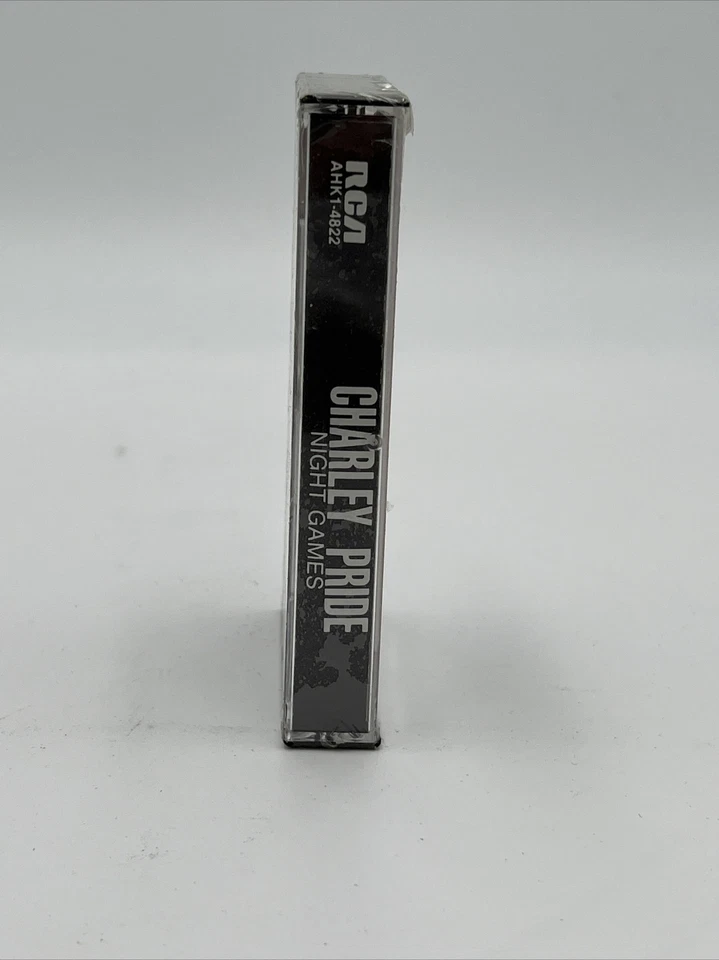 RCA
AHK1-4822
CHARLEY PRIDE
NIGHT GAMES